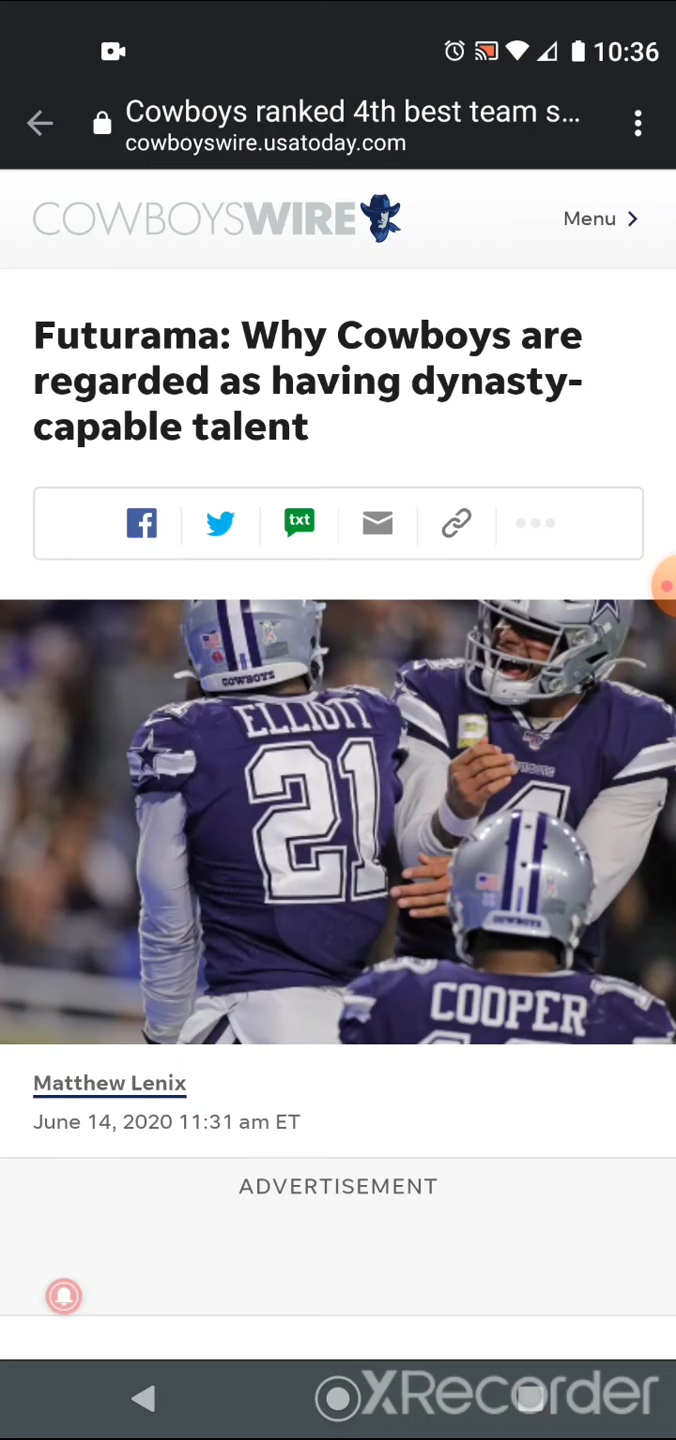 10:36
Cowboys ranked 4th best team s...
cowboyswire.usatoday.com
COWBOYSWIRE
Menu
Futurama: Why Cowboys are
regarded as having dynasty-
capable talent
txt
COWBOYS
ELLIOTT
21
4
COWBOYS
COOPER
Matthew Lenix
June 14, 2020 11:31 am ET
ADVERTISEMENT
XRecorder